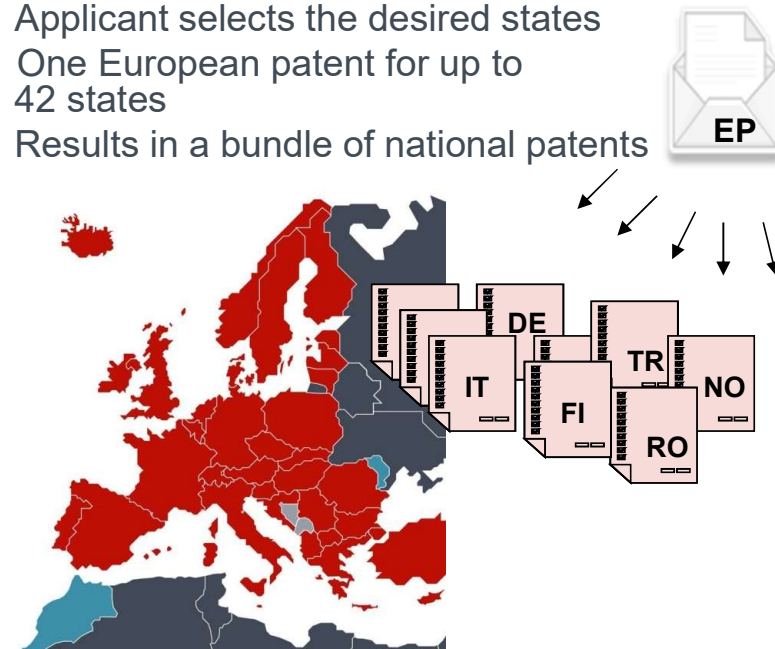 Applicant selects the desired states
One European patent for up to
42 states
Results in a bundle of national patents
EP
DE
TR
IT
NO
FI
RO